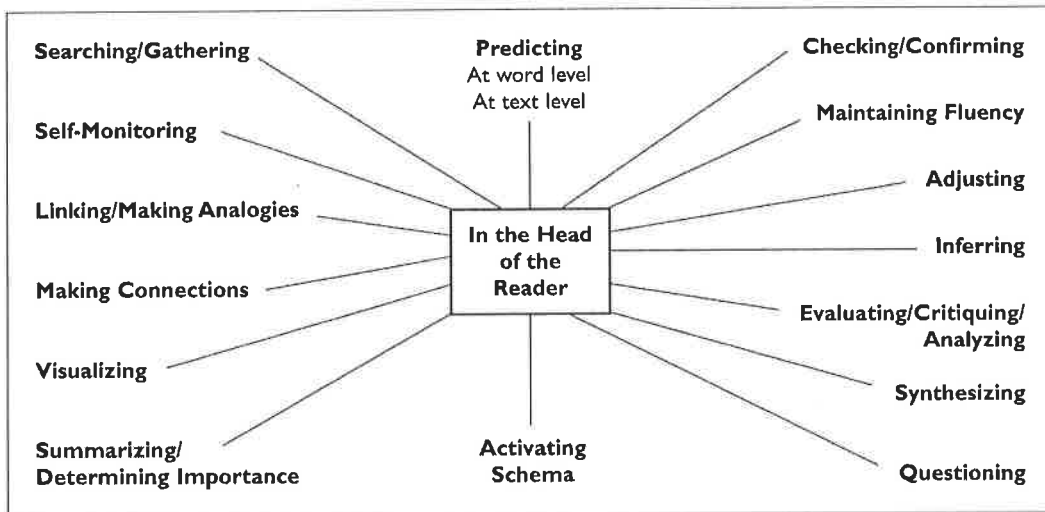 Searching/Gathering
Self-Monitoring
Linking/Making Analogies
Making Connections
Visualizing
Summarizing/
Determining Importance
Predicting
At word level
At text level
In the Head
of the
Reader
Activating
Schema
Checking/Confirming
Maintaining Fluency
Adjusting
Inferring
Evaluating/Critiquing/
Analyzing
Synthesizing
Questioning